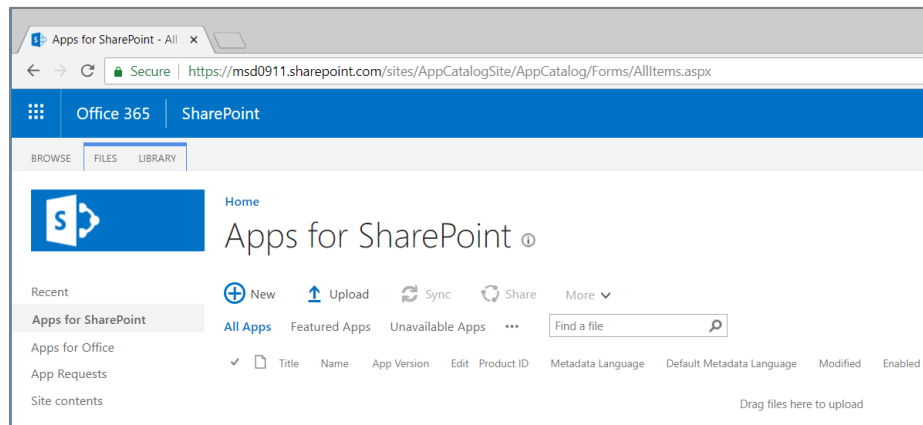 Apps for SharePoint - All
Secure | https://msd0911.sharepoint.com/sites/AppCatalogSite/AppCatalog/Forms/AllItems.aspx
Office 365 SharePoint
BROWSE FILES LIBRARY
S
Home
Apps for SharePoint
New Upload Sync Share More
All Apps Featured Apps Unavailable Apps ••• Find a file
Title Name App Version Edit Product ID Metadata Language Default Metadata Language Modified Enabled
Drag files here to upload
Recent
Apps for SharePoint
Apps for Office
App Requests
Site contents